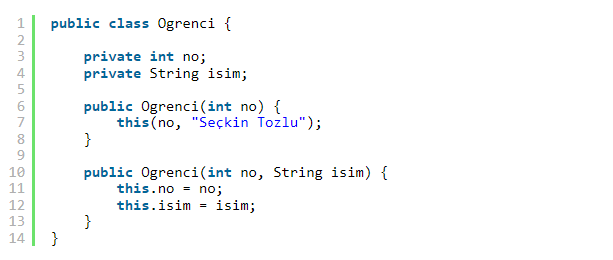 1 public class Ogrenci {
2
3 private int no;
4 private String isim;
5
6 public Ogrenci(int no) {
7 this(no, "Seçkin Tozlu");
8 }
9
10 public Ogrenci(int no, String isim) {
11 this.no = no;
12 this.isim = isim;
13 }
14 }